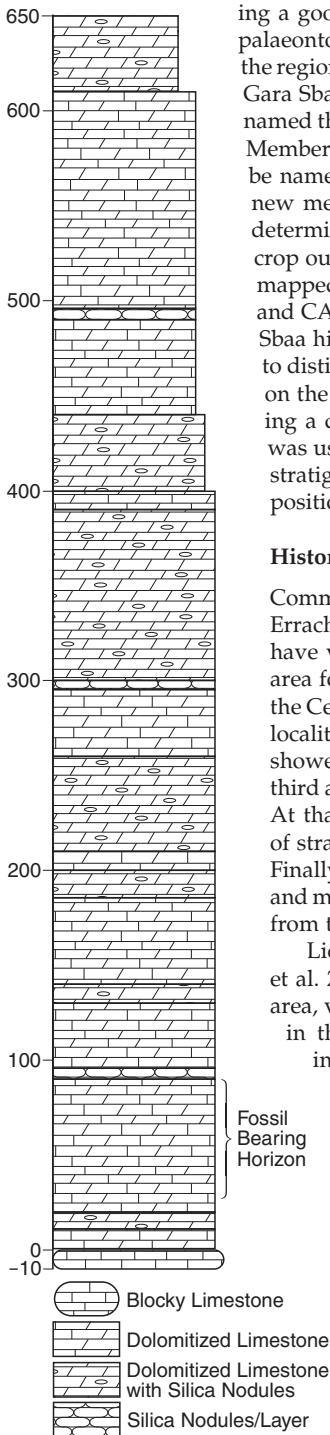 650
600
500
400
300
200
100
0
–10
Fossil
Bearing
Horizon
Blocky Limestone
Dolomitized Limestone
Dolomitized Limestone
with Silica Nodules
Silica Nodules/Layer
ing a goo
palaeonto
the region
Gara Sba
named th
Member
be name
new me
determi
crop ou
mapped
and CA
Sbaa hi
to disti
on the
ing a c
was us
stratig
positio
Histor
Comm
Errach
have v
area fo
the Ce
localit
showe
third a
At tha
of stra
Finally
and m
from t
Lie
et al. 2
area, v
in th
in